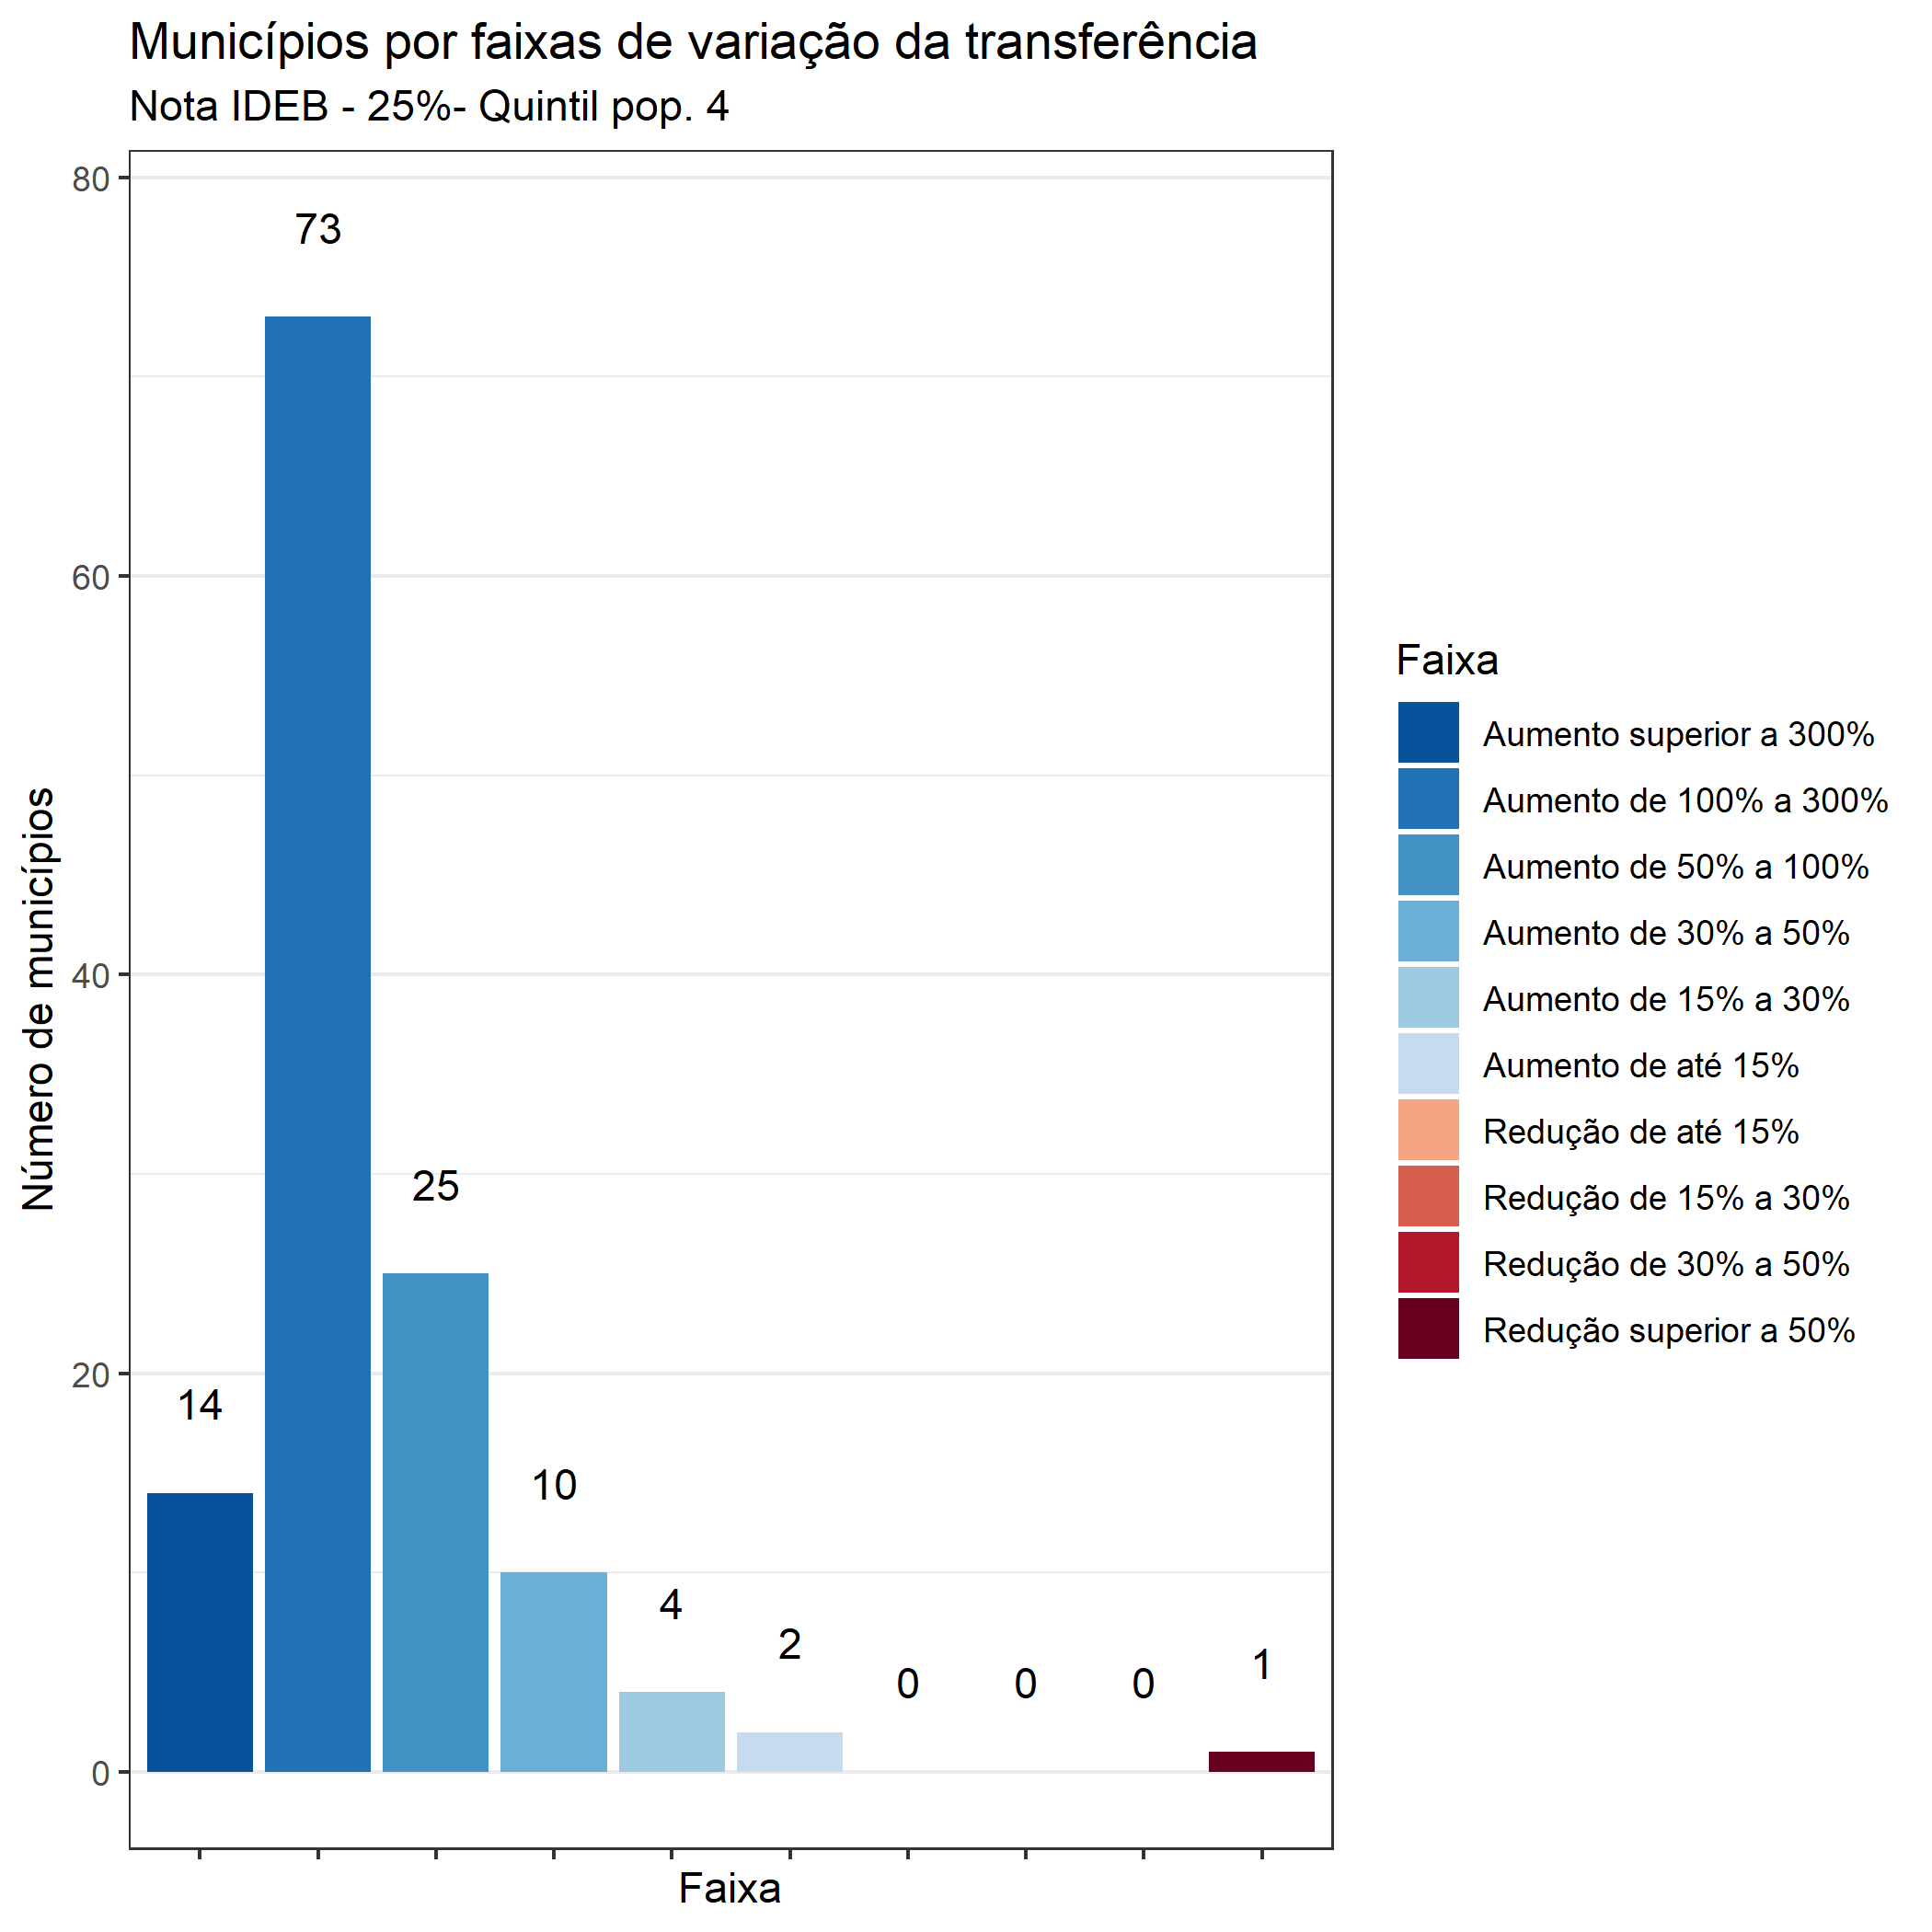 Municípios por faixas de variação da transferência
Nota IDEB - 25%- Quintil pop. 4
Número de municípios
80
60
40
20
0
14
73
25
10
4
2
0
0
0
1
Faixa
Faixa
Aumento superior a 300%
Aumento de 100% a 300%
Aumento de 50% a 100%
Aumento de 30% a 50%
Aumento de 15% a 30%
Aumento de até 15%
Redução de até 15%
Redução de 15% a 30%
Redução de 30% a 50%
Redução superior a 50%